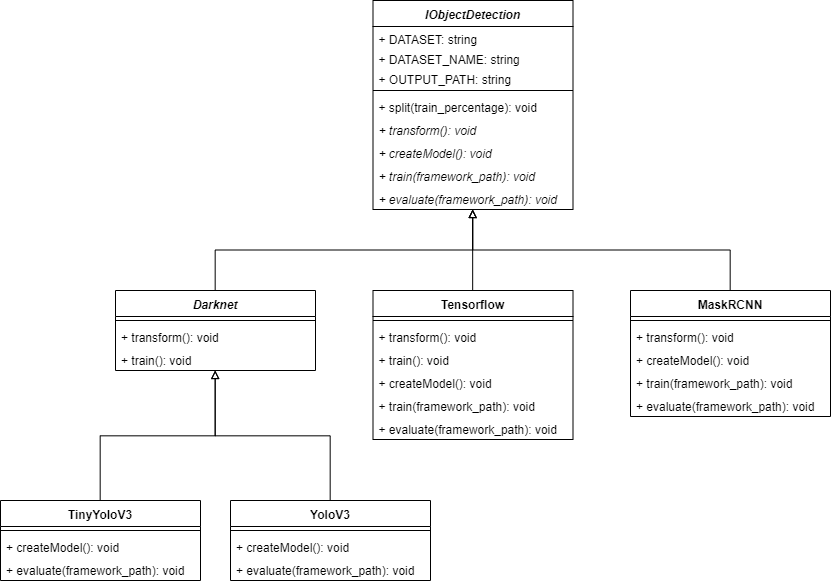 IObjectDetection
+ DATASET: string
+ DATASET_NAME: string
+ OUTPUT_PATH: string
+ split(train_percentage): void
+ transform(): void
+ createModel(): void
+ train(framework_path): void
+ evaluate(framework_path): void
Darknet
+ transform(): void
+ train(): void
Tensorflow
+ transform(): void
+ train(): void
+ createModel(): void
+ train(framework_path): void
+ evaluate(framework_path): void
MaskRCNN
+ transform(): void
+ createModel(): void
+ train(framework_path): void
+ evaluate(framework_path): void
TinyYoloV3
+ createModel(): void
+ evaluate(framework_path): void
YoloV3
+ createModel(): void
+ evaluate(framework_path): void